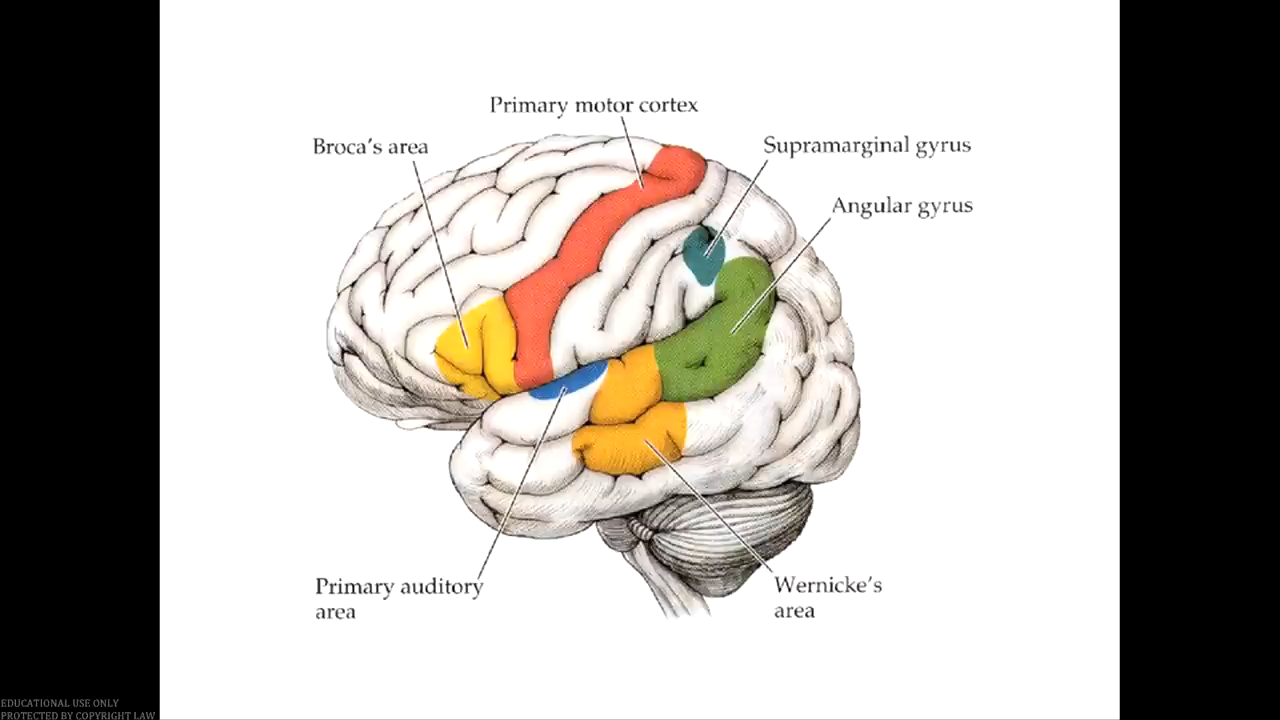 Primary motor cortex
Broca's area
Supramarginal gyrus
Angular gyrus
Primary auditory
area
Wernicke's
area
EDUCATIONAL USE ONLY
PROTECTED BY COPYRIGHT LAW